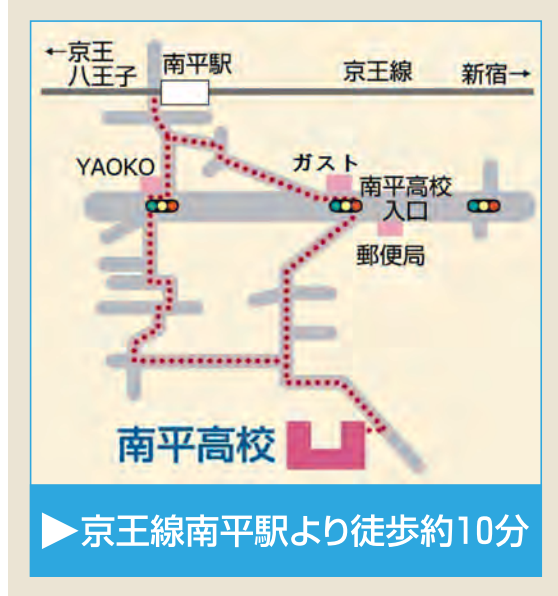 ←京王
八王子
南平駅
京王線
新宿→
YAOKO
ガスト
南平高校
入口
郵便局
南平高校
▶京王線南平駅より徒歩約10分